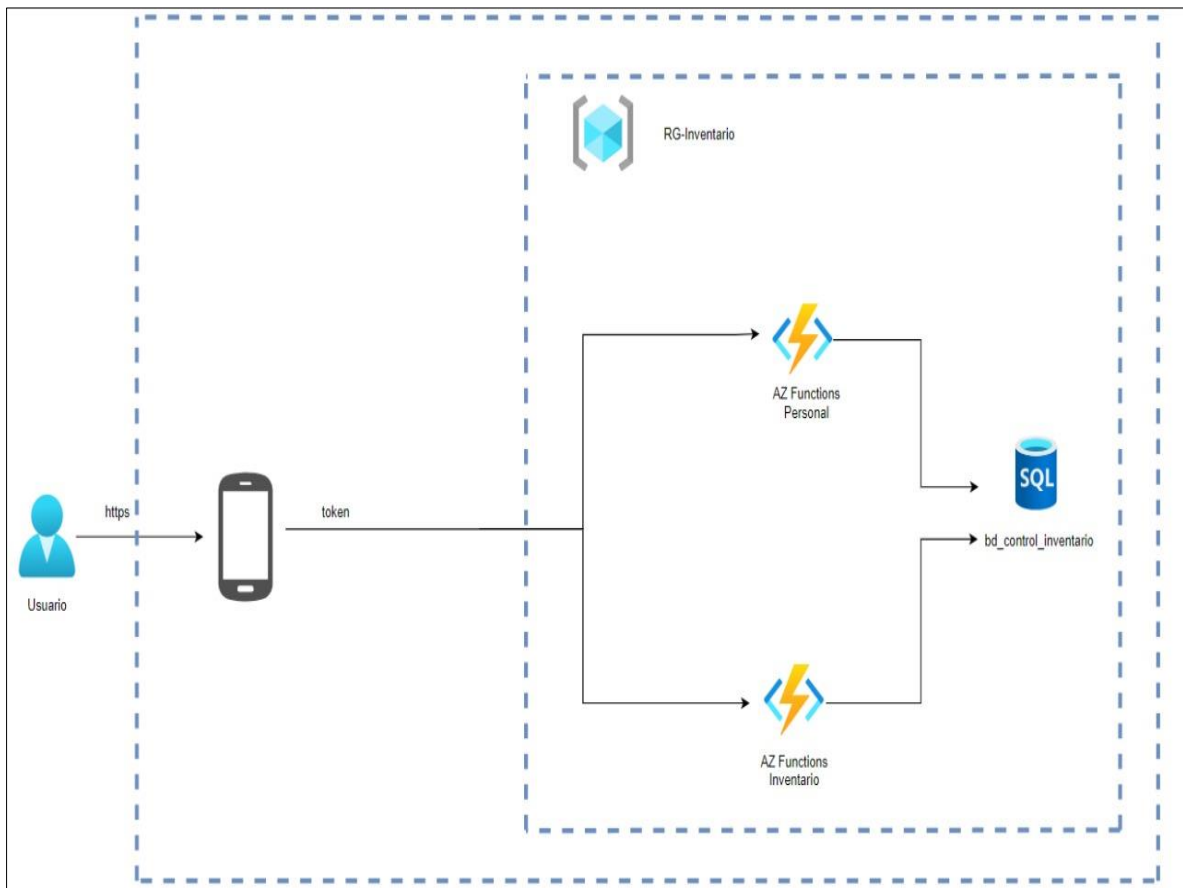 RG-Inventario
AZ Functions
Personal
SQL
bd_control_inventario
https
token
Usuario
AZ Functions
Inventario